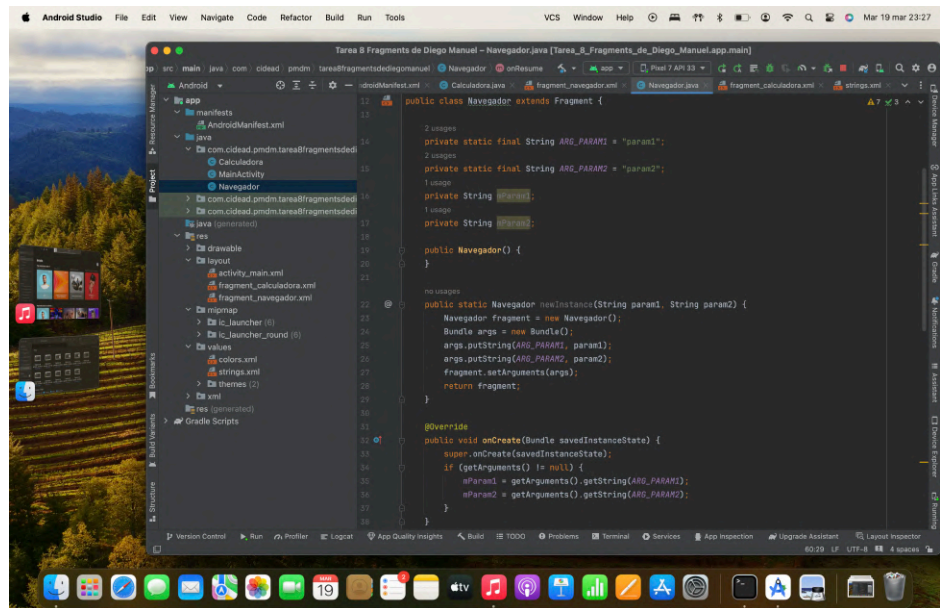 Android Studio File Edit View Navigate Code Refactor Build Run Tools VCS Window Help Mar 19 mar 23:27
Tarea 8 Fragments de Diego Manuel – Navegador.java [Tarea_8_Fragments_de_Diego_Manuel.app.main]
src main java com cidead pmdm tarea8fragmentsdediegomanuel Navegador onResume app Pixel 7 API 33
Android
AndroidManifest.xml Calculadora.java fragment_navegador.xml Navegador.java fragment_calculadora.xml strings.xml
Resource Manager
Project
Bookmarks
Build Variants
Structure
app
manifests
AndroidManifest.xml
java
com.cidead.pmdm.tarea8fragmentsdedi
Calculadora
MainActivity
Navegador
com.cidead.pmdm.tarea8fragmentsdedi
com.cidead.pmdm.tarea8fragmentsdedi
java (generated)
res
drawable
layout
activity_main.xml
fragment_calculadora.xml
fragment_navegador.xml
mipmap
ic_launcher (6)
ic_launcher_round (6)
values
colors.xml
strings.xml
themes (2)
xml
res (generated)
Gradle Scripts
7 3
12 public class Navegador extends Fragment {
13
2 usages
14 private static final String ARG_PARAM1 = "param1";
2 usages
15 private static final String ARG_PARAM2 = "param2";
1 usage
16 private String mParam1;
1 usage
17 private String mParam2;
18
19 public Navegador() {
20 }
21
no usages
22 @ public static Navegador newInstance(String param1, String param2) {
23 Navegador fragment = new Navegador();
24 Bundle args = new Bundle();
25 args.putString(ARG_PARAM1, param1);
26 args.putString(ARG_PARAM2, param2);
27 fragment.setArguments(args);
28 return fragment;
29 }
30
31 @Override
32 public void onCreate(Bundle savedInstanceState) {
33 super.onCreate(savedInstanceState);
34 if (getArguments() != null) {
35 mParam1 = getArguments().getString(ARG_PARAM1);
36 mParam2 = getArguments().getString(ARG_PARAM2);
37 }
38 }
Device Manager
App Links Assistant
Gradle
Notifications
Assistant
Device Explorer
Running
Version Control Run Profiler Logcat App Quality Insights Build TODO Problems Terminal Services App Inspection Upgrade Assistant Layout Inspector
60:29 LF UTF-8 4 spaces
MAR
19
2
tv